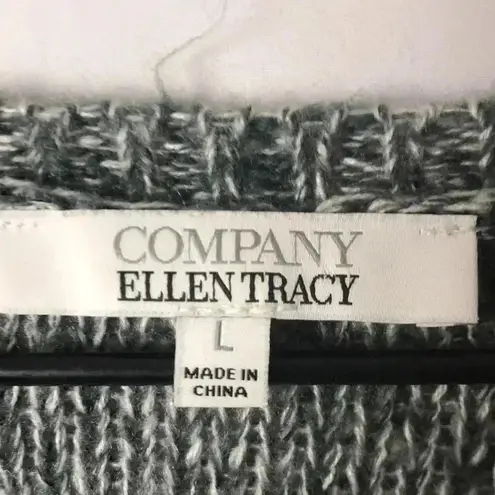 COMPANY
ELLEN TRACY
L
MADE IN
CHINA